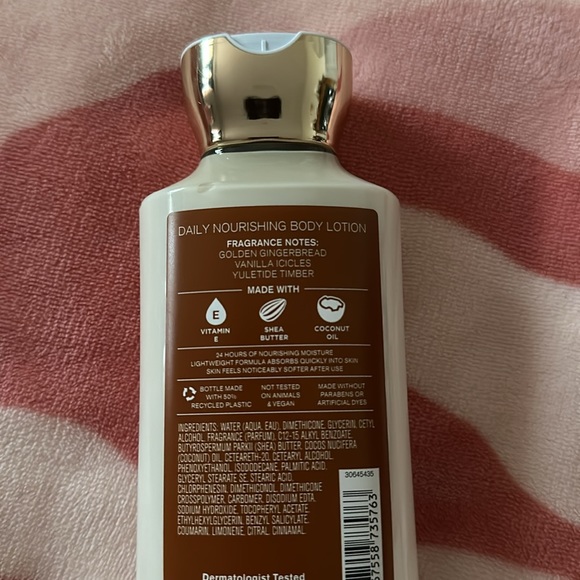 DAILY NOURISHING BODY LOTION
FRAGRANCE NOTES:
GOLDEN GINGERBREAD
VANILLA ICICLES
YULETIDE TIMBER
MADE WITH
E
VITAMIN
E
SHEA
BUTTER
COCONUT
OIL
24 HOURS OF NOURISHING MOISTURE
LIGHTWEIGHT FORMULA ABSORBS QUICKLY INTO SKIN
SKIN FEELS NOTICEABLY SOFTER AFTER USE
BOTTLE MADE
WITH 50%
RECYCLED PLASTIC
NOT TESTED
ON ANIMALS
& VEGAN
MADE WITHOUT
PARABENS OR
ARTIFICIAL DYES
INGREDIENTS: WATER (AQUA, EAU), DIMETHICONE, GLYCERIN, CETYL
ALCOHOL, FRAGRANCE (PARFUM), C12-15 ALKYL BENZOATE,
BUTYROSPERMUM PARKII (SHEA) BUTTER, COCOS NUCIFERA
(COCONUT) OIL, CETEARETH-20, CETEARYL ALCOHOL,
PHENOXYETHANOL, ISODODECANE, PALMITIC ACID,
GLYCERYL STEARATE SE, STEARIC ACID,
CHLORPHENESIN, DIMETHICONOL, DIMETHICONE
CROSSPOLYMER, CARBOMER, DISODIUM EDTA,
SODIUM HYDROXIDE, TOCOPHERYL ACETATE,
ETHYLHEXYLGLYCERIN, BENZYL SALICYLATE,
COUMARIN, LIMONENE, CITRAL, CINNAMAL.
30645435
67558 735763
Dermatologist Tested